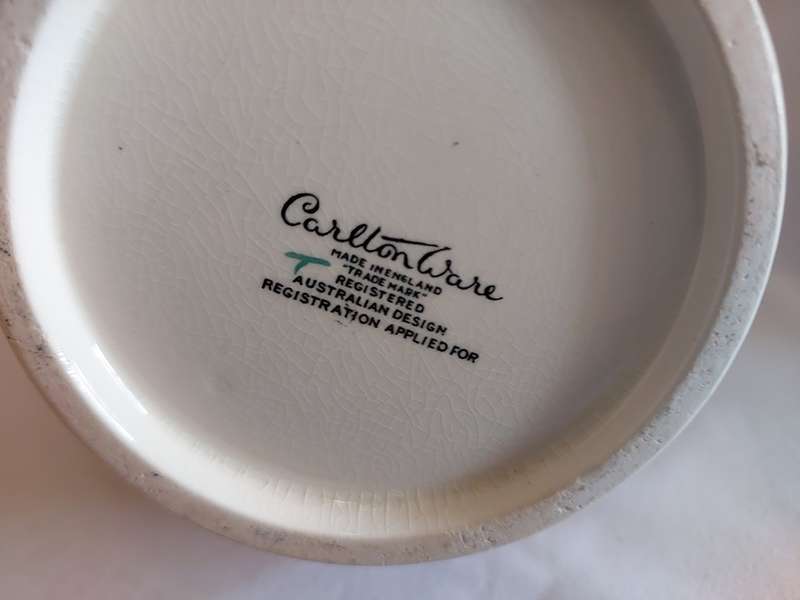 Carlton Ware
MADE IN ENGLAND
"TRADE MARK"
REGISTERED
AUSTRALIAN DESIGN
REGISTRATION APPLIED FOR